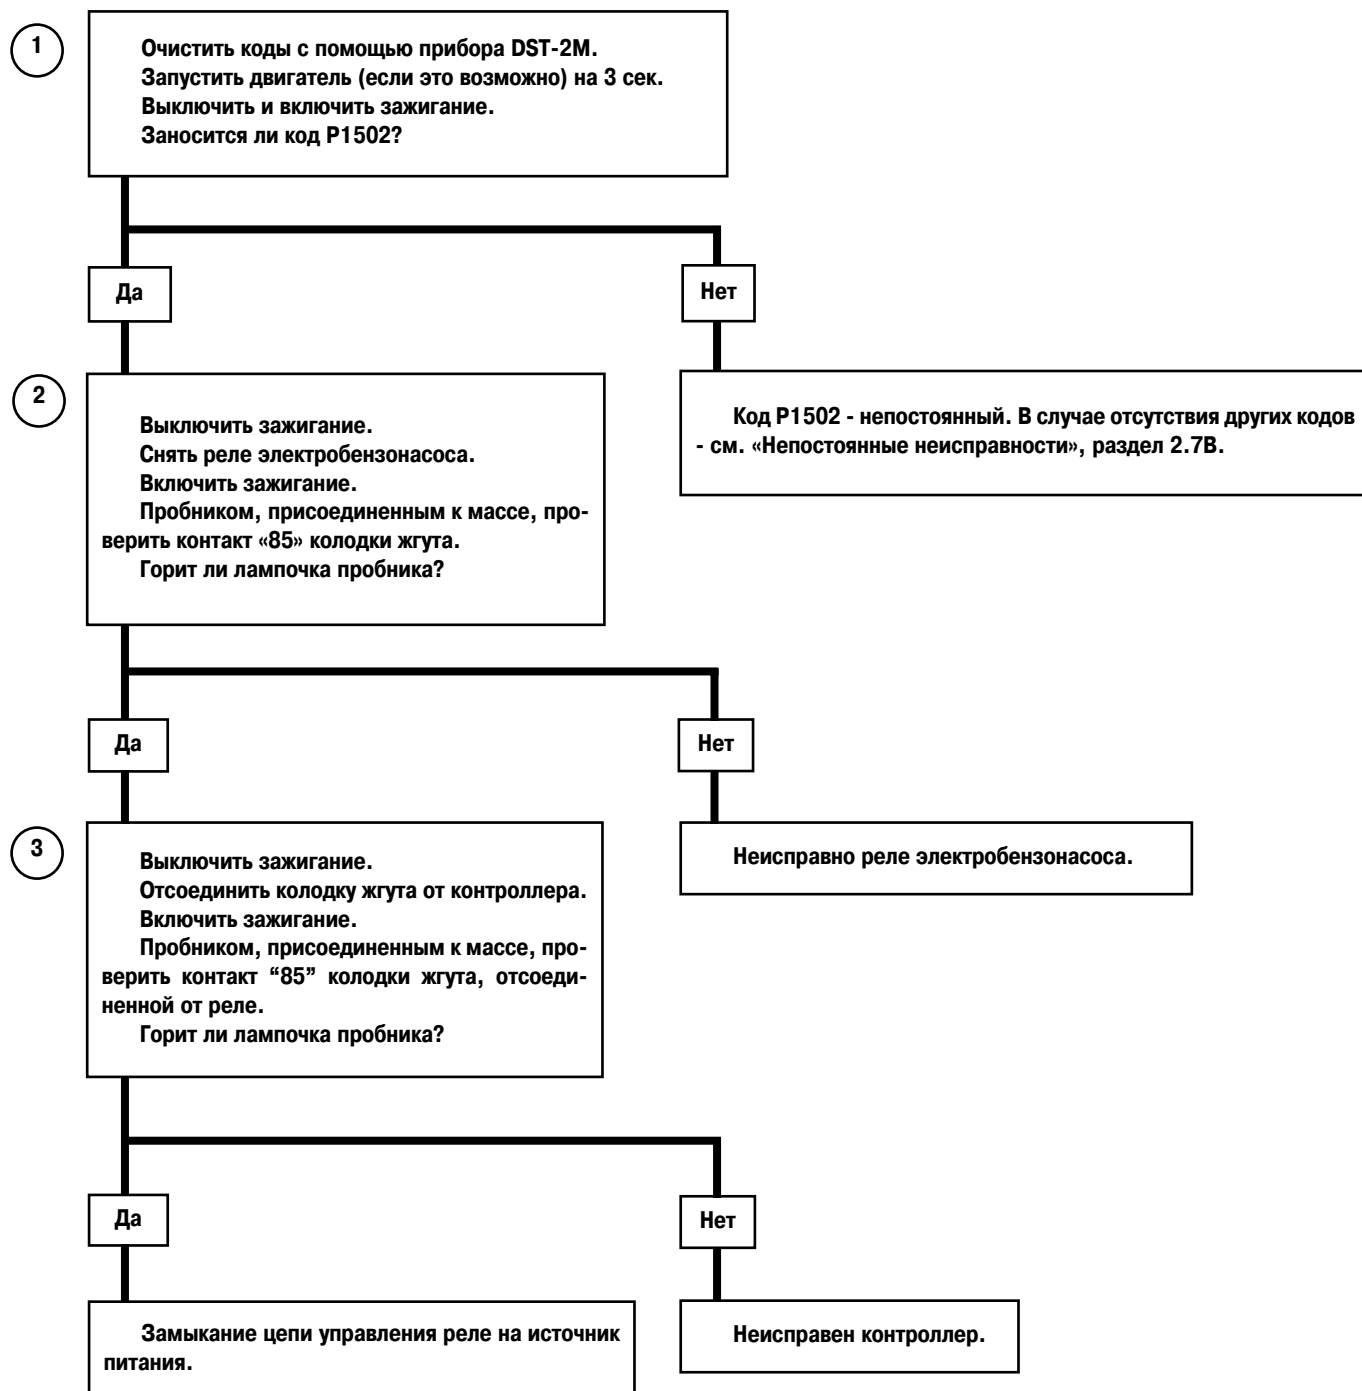 1
Очистить коды с помощью прибора DST-2M.
Запустить двигатель (если это возможно) на 3 сек.
Выключить и включить зажигание.
Заносится ли код P1502?
Да
Нет
2
Выключить зажигание.
Снять реле электробензонасоса.
Включить зажигание.
Пробником, присоединенным к массе, про-
верить контакт «85» колодки жгута.
Горит ли лампочка пробника?
Код P1502 - непостоянный. В случае отсутствия других кодов
- см. «Непостоянные неисправности», раздел 2.7В.
Да
Нет
3
Выключить зажигание.
Отсоединить колодку жгута от контроллера.
Включить зажигание.
Пробником, присоединенным к массе, про-
верить контакт “85” колодки жгута, отсоеди-
ненной от реле.
Горит ли лампочка пробника?
Неисправно реле электробензонасоса.
Да
Нет
Замыкание цепи управления реле на источник
питания.
Неисправен контроллер.